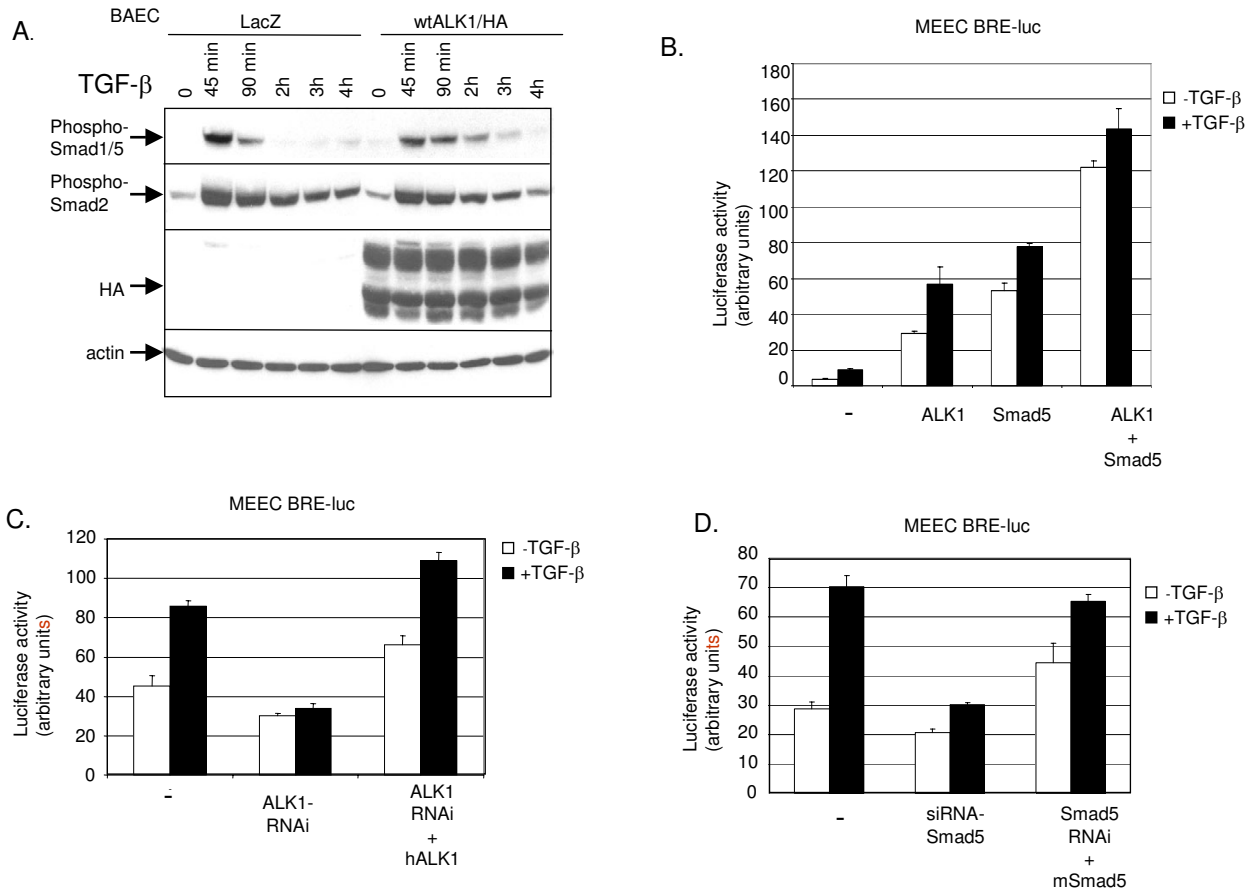 A.
BAEC
LacZ
wtALK1/HA
TGF-β
0
45 min
90 min
2h
3h
4h
0
45 min
90 min
2h
3h
4h
Phospho-
Smad1/5
Phospho-
Smad2
HA
actin
B.
MEEC BRE-luc
Luciferase activity
(arbitrary units)
180
160
140
120
100
80
60
40
20
0
-
ALK1
Smad5
ALK1
+
Smad5
-TGF-β
+TGF-β
C.
MEEC BRE-luc
Luciferase activity
(arbitrary units)
120
100
80
60
40
20
0
-
ALK1-
RNAi
ALK1
RNAi
+
hALK1
-TGF-β
+TGF-β
D.
MEEC BRE-luc
Luciferase activity
(arbitrary units)
80
70
60
50
40
30
20
10
0
-
siRNA-
Smad5
Smad5
RNAi
+
mSmad5
-TGF-β
+TGF-β